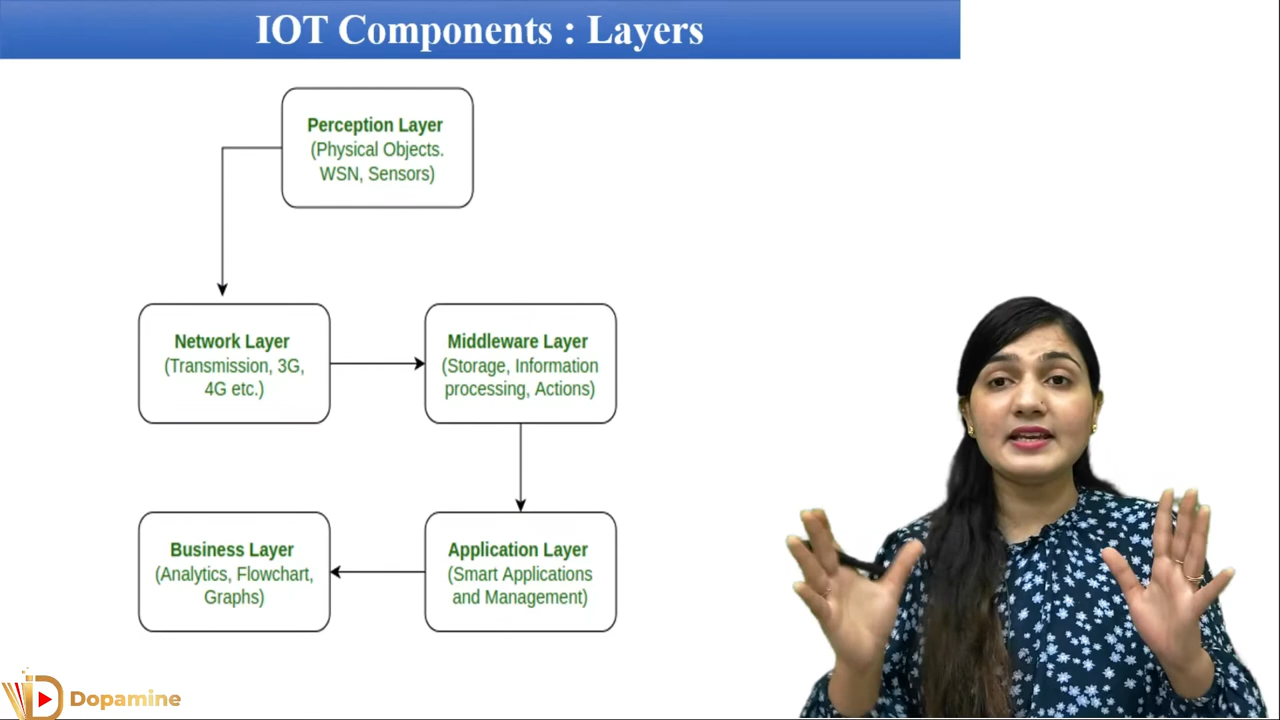 IOT Components : Layers
Perception Layer
(Physical Objects.
WSN, Sensors)
Network Layer
(Transmission, 3G,
4G etc.)
Middleware Layer
(Storage, Information
processing, Actions)
Business Layer
(Analytics, Flowchart,
Graphs)
Application Layer
(Smart Applications
and Management)
Dopamine